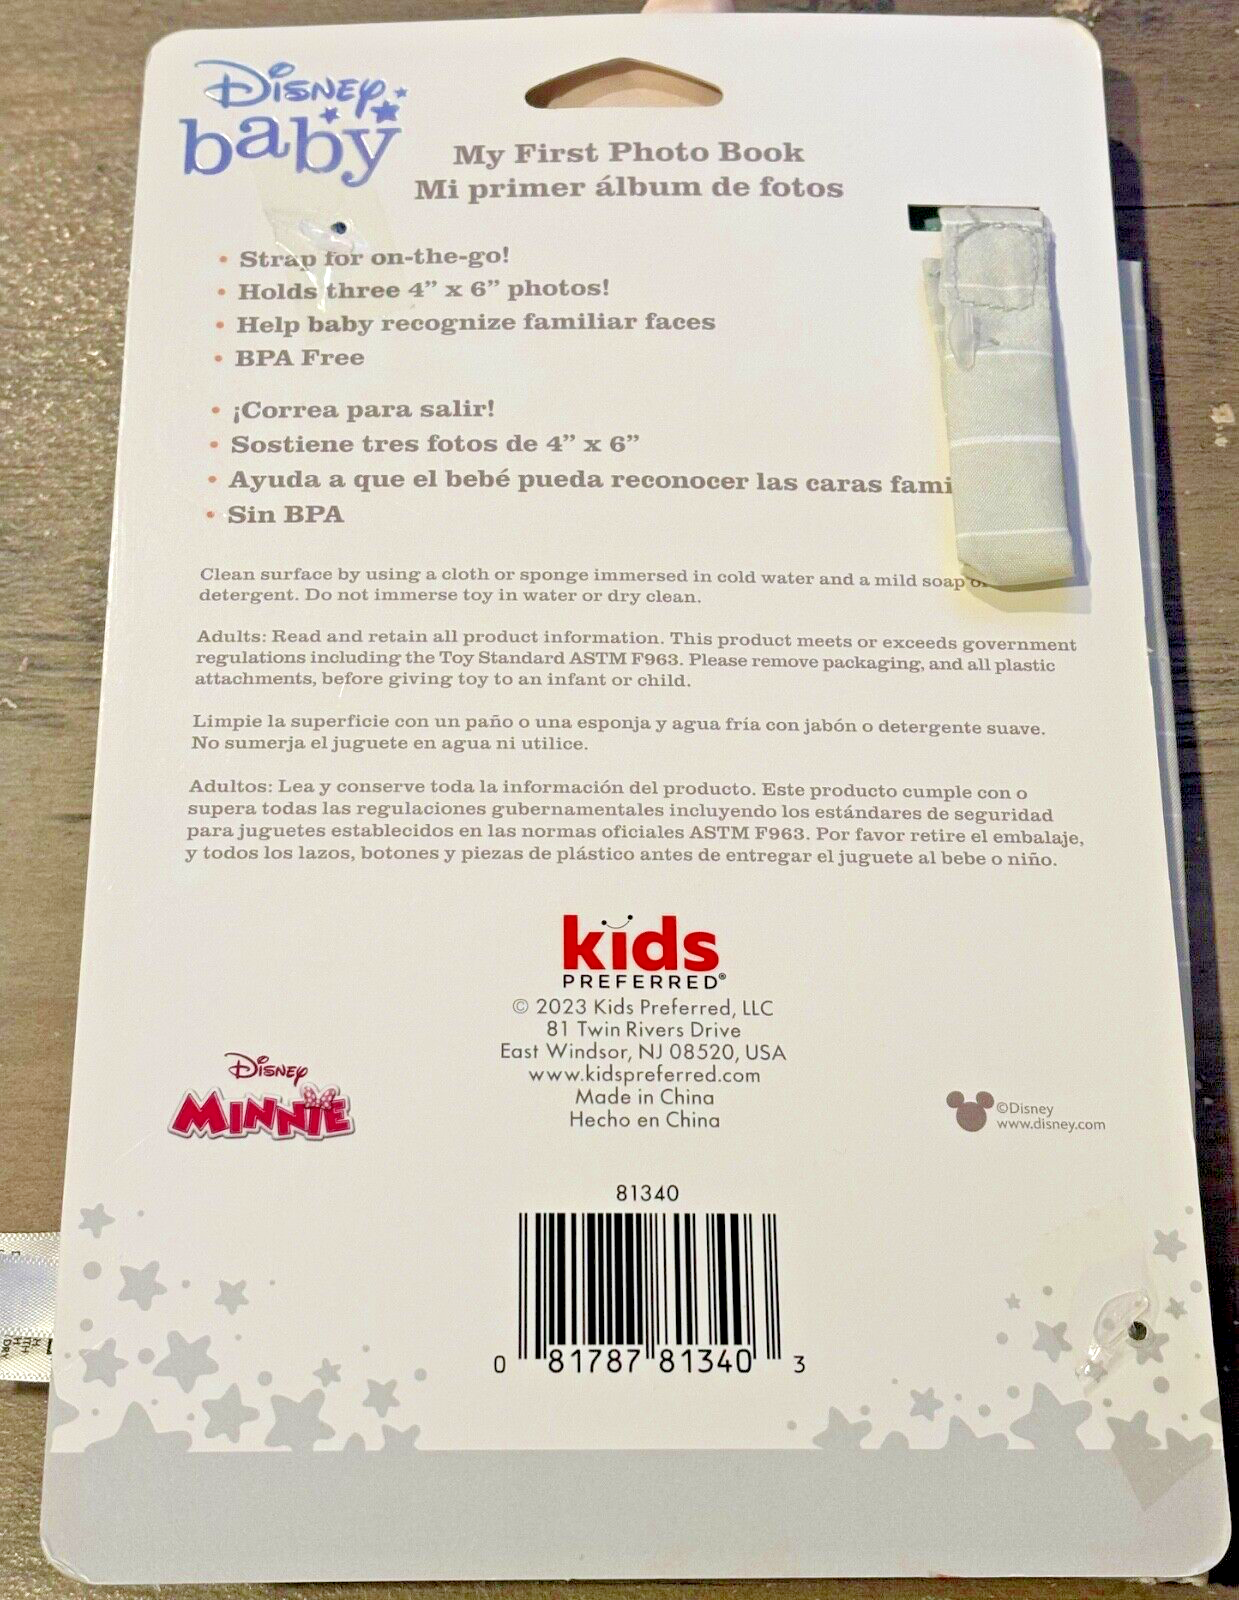 Disney
baby
My First Photo Book
Mi primer álbum de fotos
• Strap for on-the-go!
• Holds three 4” x 6” photos!
• Help baby recognize familiar faces
• BPA Free
• ¡Correa para salir!
• Sostiene tres fotos de 4” x 6”
• Ayuda a que el bebé pueda reconocer las caras fami
• Sin BPA
Clean surface by using a cloth or sponge immersed in cold water and a mild soap
detergent. Do not immerse toy in water or dry clean.
Adults: Read and retain all product information. This product meets or exceeds government
regulations including the Toy Standard ASTM F963. Please remove packaging, and all plastic
attachments, before giving toy to an infant or child.
Limpie la superficie con un paño o una esponja y agua fría con jabón o detergente suave.
No sumerja el juguete en agua ni utilice.
Adultos: Lea y conserve toda la información del producto. Este producto cumple con o
supera todas las regulaciones gubernamentales incluyendo los estándares de seguridad
para juguetes establecidos en las normas oficiales ASTM F963. Por favor retire el embalaje,
y todos los lazos, botones y piezas de plástico antes de entregar el juguete al bebe o niño.
kids
PREFERRED®
© 2023 Kids Preferred, LLC
81 Twin Rivers Drive
East Windsor, NJ 08520, USA
www.kidspreferred.com
Made in China
Hecho en China
Disney
MINNIE
©Disney
www.disney.com
81340
0 81787 81340 3